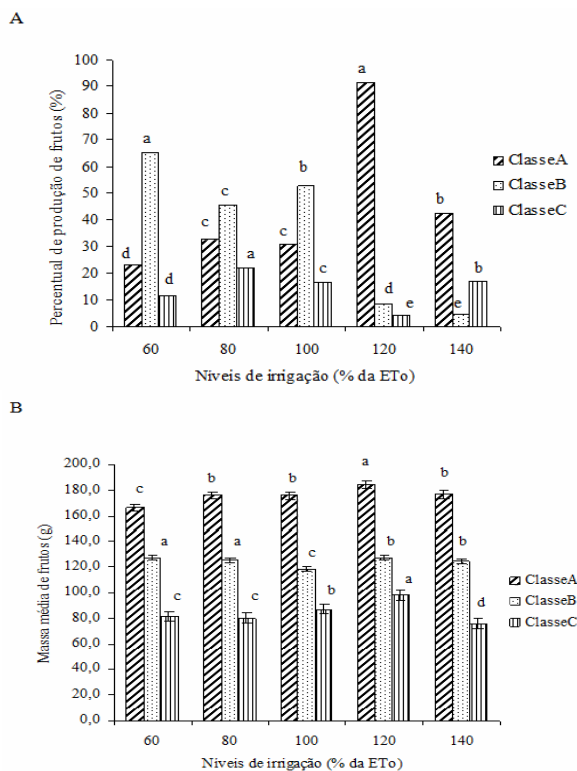 A
Percentual de produção de frutos (%)
100
90
80
70
60
50
40
30
20
10
0
d a d
c c a
c b c
a d e
b e b
60 80 100 120 140
Níveis de irrigação (% da ETo)
ClasseA
ClasseB
ClasseC
B
Massa média de frutos (g)
200,0
180,0
160,0
140,0
120,0
100,0
80,0
60,0
40,0
20,0
0,0
c a c
b a c
b c b
a b a
b b d
60 80 100 120 140
Níveis de irrigação (% da ETo)
ClasseA
ClasseB
ClasseC